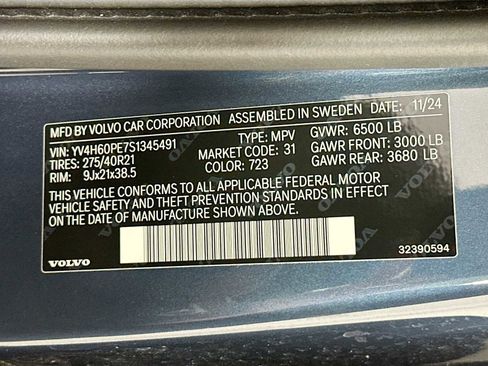 MFD. BY VOLVO CAR CORPORATION ASSEMBLED IN SWEDEN DATE: 11/24
VIN: YV4H60PE7S1345491 TYPE: MPV GVWR: 6500 LB
TIRES: 275/40R21 MARKET CODE: 31 GAWR FRONT: 3000 LB
RIM: 9Jx21x38.5 COLOR: 723 GAWR REAR: 3680 LB
THIS VEHICLE CONFORMS TO ALL APPLICABLE FEDERAL MOTOR
VEHICLE SAFETY AND THEFT PREVENTION STANDARDS IN EFFECT
ON THE DATE OF MANUFACTURE SHOWN ABOVE.
VOLVO
32390594